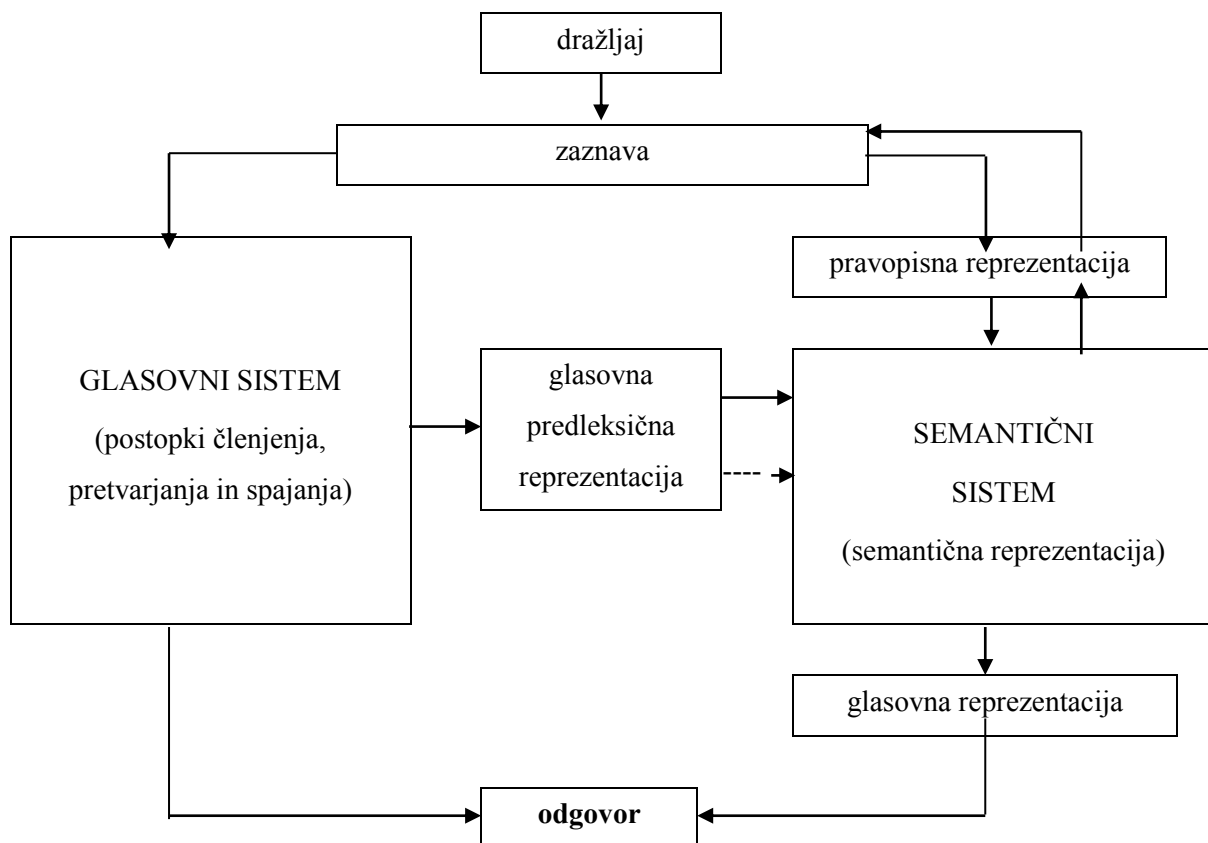 dražljaj
zaznava
pravopisna reprezentacija
GLASOVNI SISTEM
(postopki členjenja,
pretvarjanja in spajanja)
glasovna
predleksična
reprezentacija
SEMANTIČNI
SISTEM
(semantična reprezentacija)
glasovna reprezentacija
odgovor